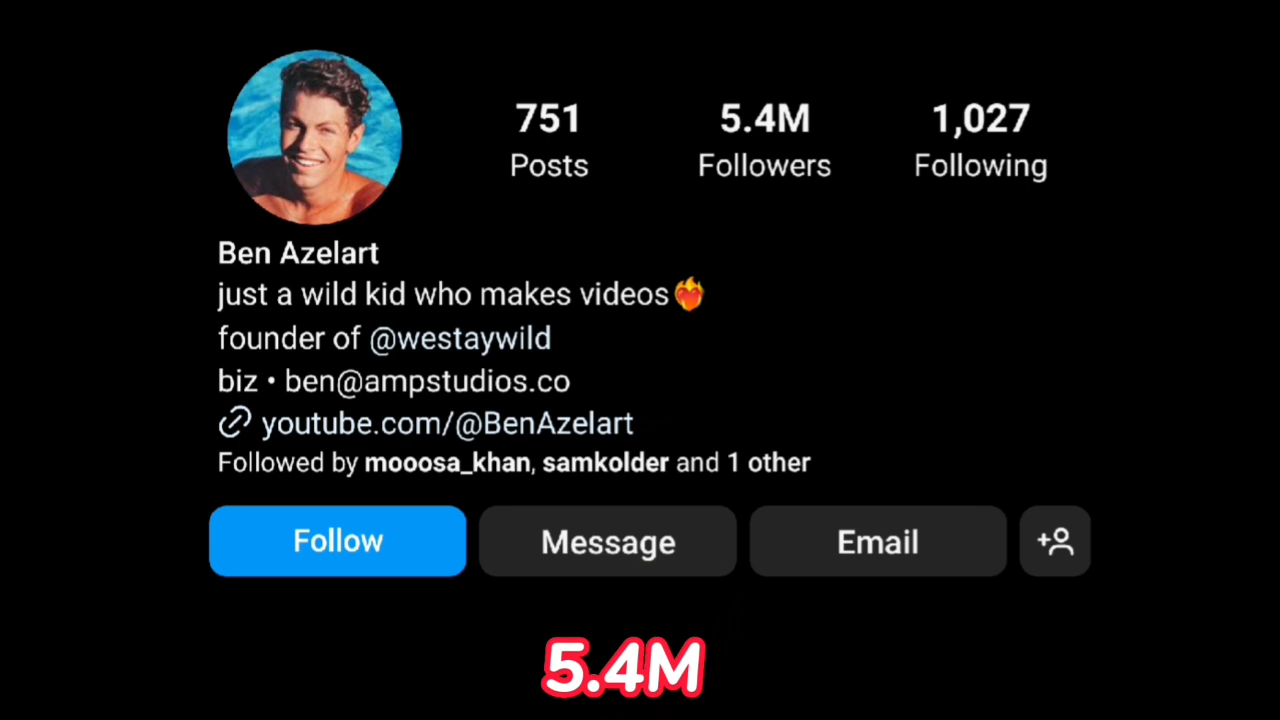 751 5.4M 1,027
Posts Followers Following
Ben Azelart
just a wild kid who makes videos❤️‍🔥
founder of @westaywild
biz • ben@ampstudios.co
youtube.com/@BenAzelart
Followed by mooosa_khan, samkolder and 1 other
Follow Message Email
5.4M